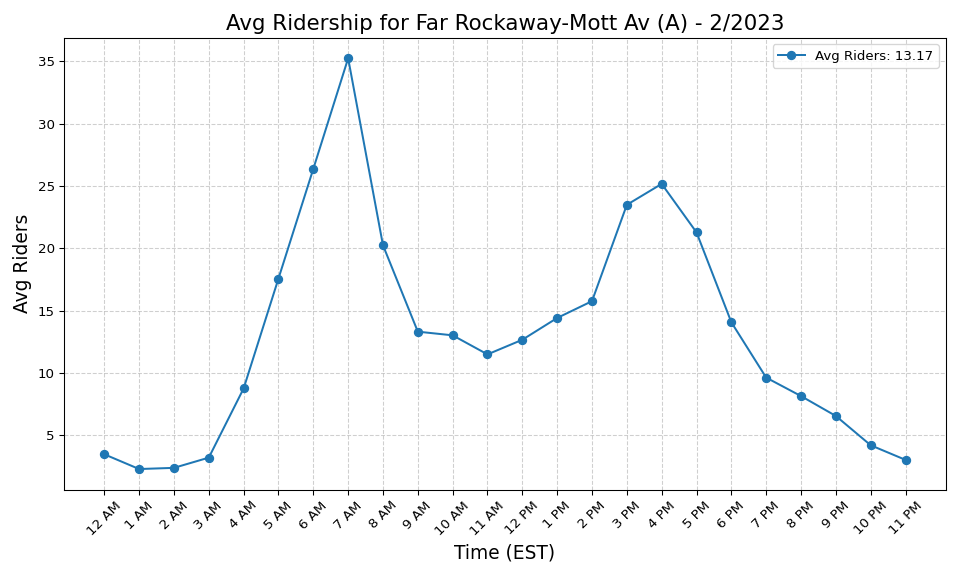 Avg Ridership for Far Rockaway-Mott Av (A) - 2/2023
Avg Riders: 13.17
Avg Riders
35
30
25
20
15
10
5
12 AM
1 AM
2 AM
3 AM
4 AM
5 AM
6 AM
7 AM
8 AM
9 AM
10 AM
11 AM
12 PM
1 PM
2 PM
3 PM
4 PM
5 PM
6 PM
7 PM
8 PM
9 PM
10 PM
11 PM
Time (EST)